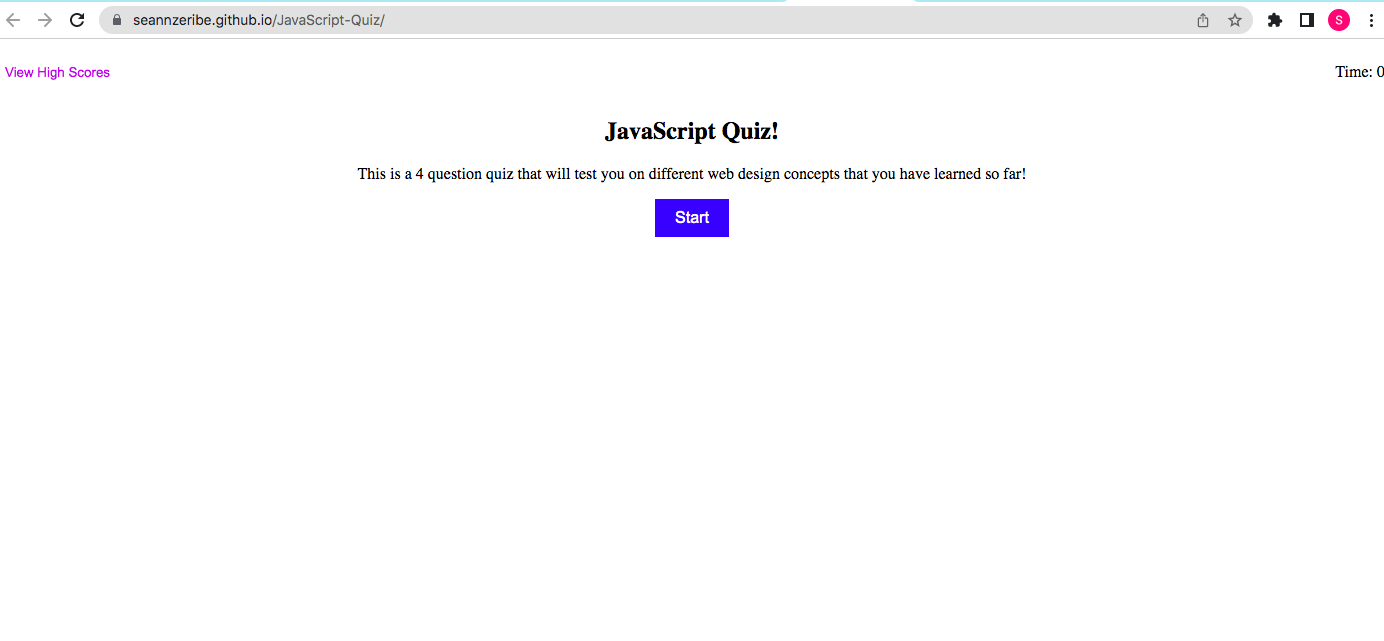 seannzeribe.github.io/JavaScript-Quiz/
S
View High Scores
Time: 0
JavaScript Quiz!
This is a 4 question quiz that will test you on different web design concepts that you have learned so far!
Start